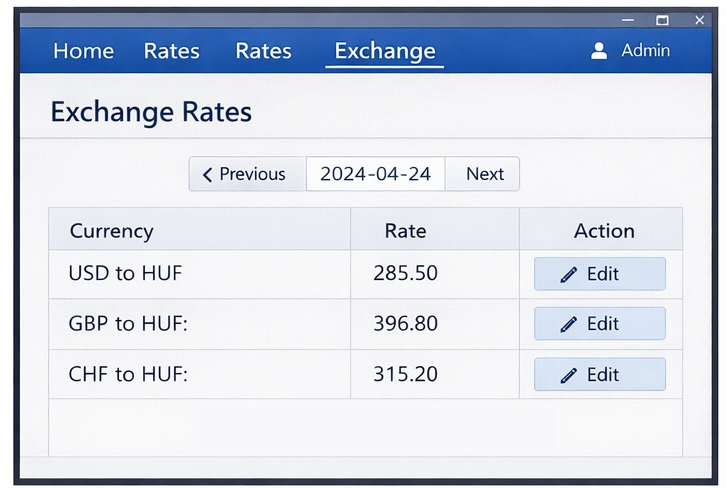 Home Rates Rates Exchange Admin
Exchange Rates
Previous 2024-04-24 Next
Currency Rate Action
USD to HUF 285.50 Edit
GBP to HUF: 396.80 Edit
CHF to HUF: 315.20 Edit